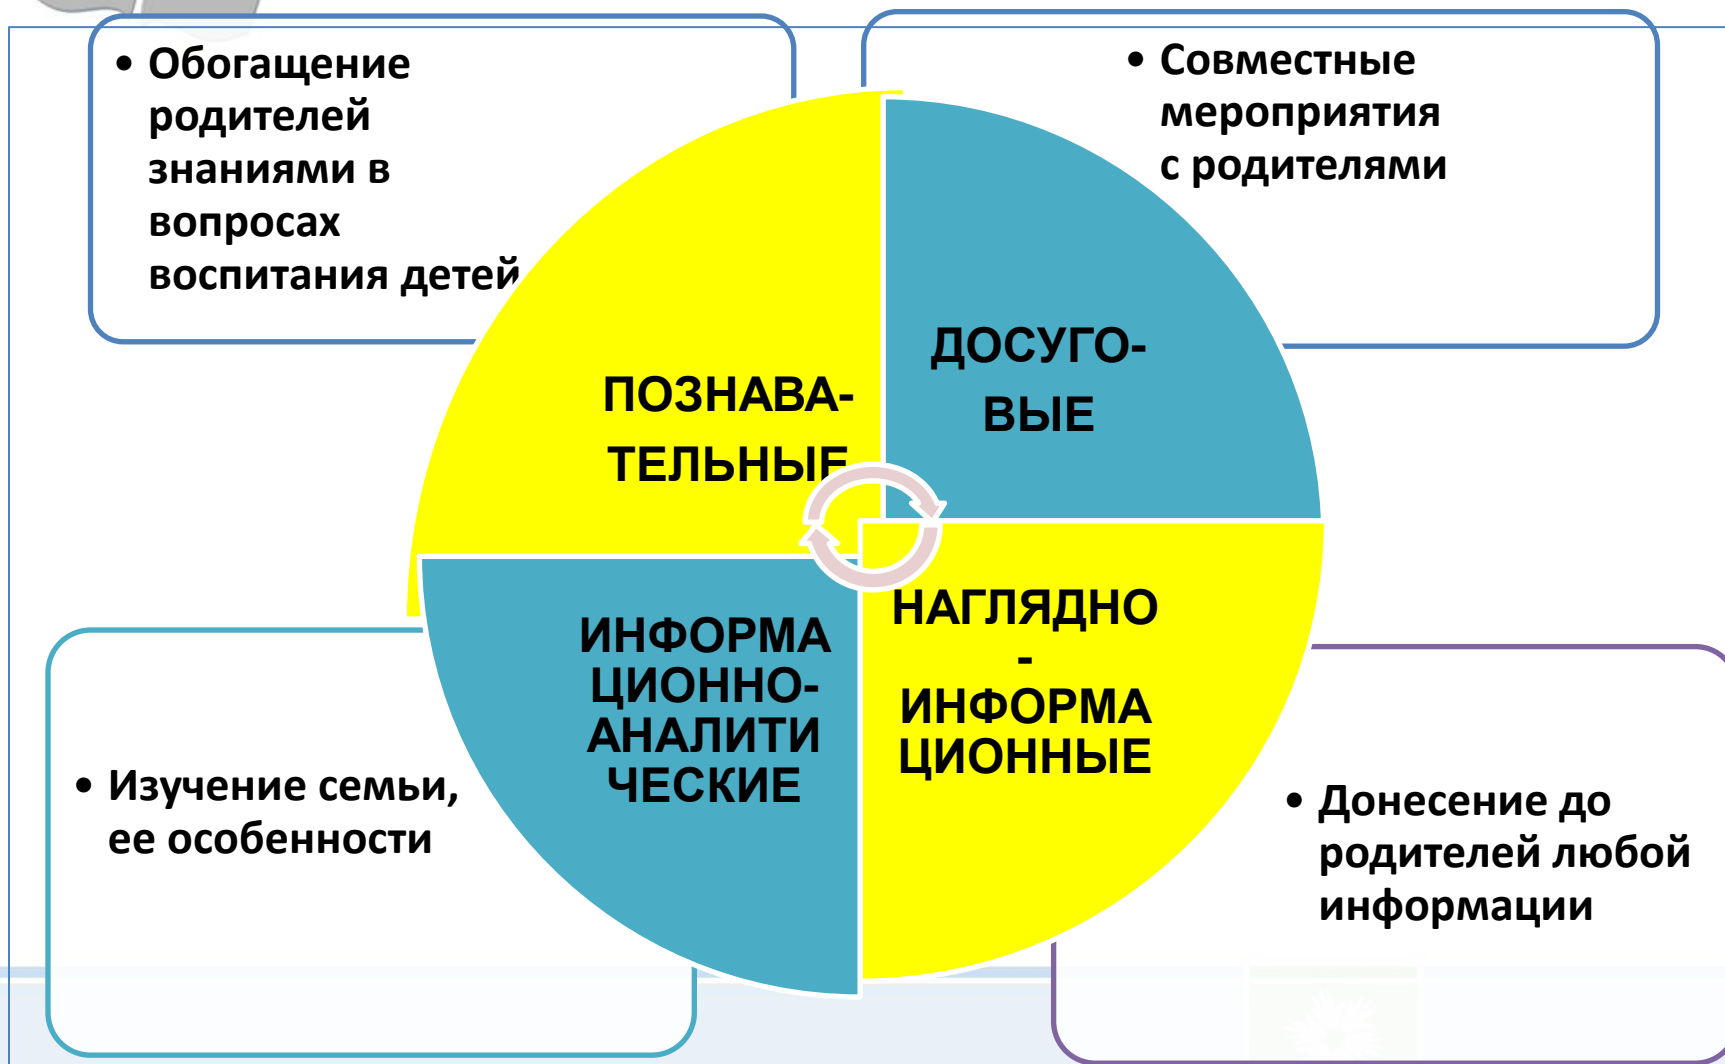 • Обогащение
родителей
знаниями в
вопросах
воспитания детей
• Совместные
мероприятия
с родителями
ПОЗНАВА-
ТЕЛЬНЫЕ
ДОСУГО-
ВЫЕ
ИНФОРМА
ЦИОННО-
АНАЛИТИ
ЧЕСКИЕ
НАГЛЯДНО
-
ИНФОРМА
ЦИОННЫЕ
• Изучение семьи,
ее особенности
• Донесение до
родителей любой
информации